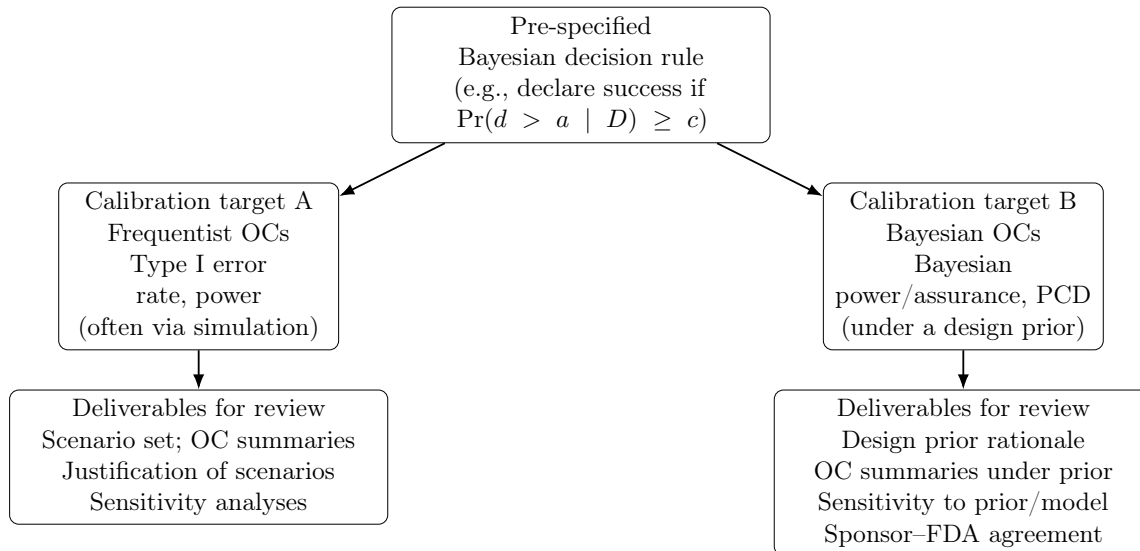 Pre-specified
Bayesian decision rule
(e.g., declare success if
Pr(d > a | D) ≥ c)
Calibration target A
Frequentist OCs
Type I error
rate, power
(often via simulation)
Calibration target B
Bayesian OCs
Bayesian
power/assurance, PCD
(under a design prior)
Deliverables for review
Scenario set; OC summaries
Justification of scenarios
Sensitivity analyses
Deliverables for review
Design prior rationale
OC summaries under prior
Sensitivity to prior/model
Sponsor–FDA agreement